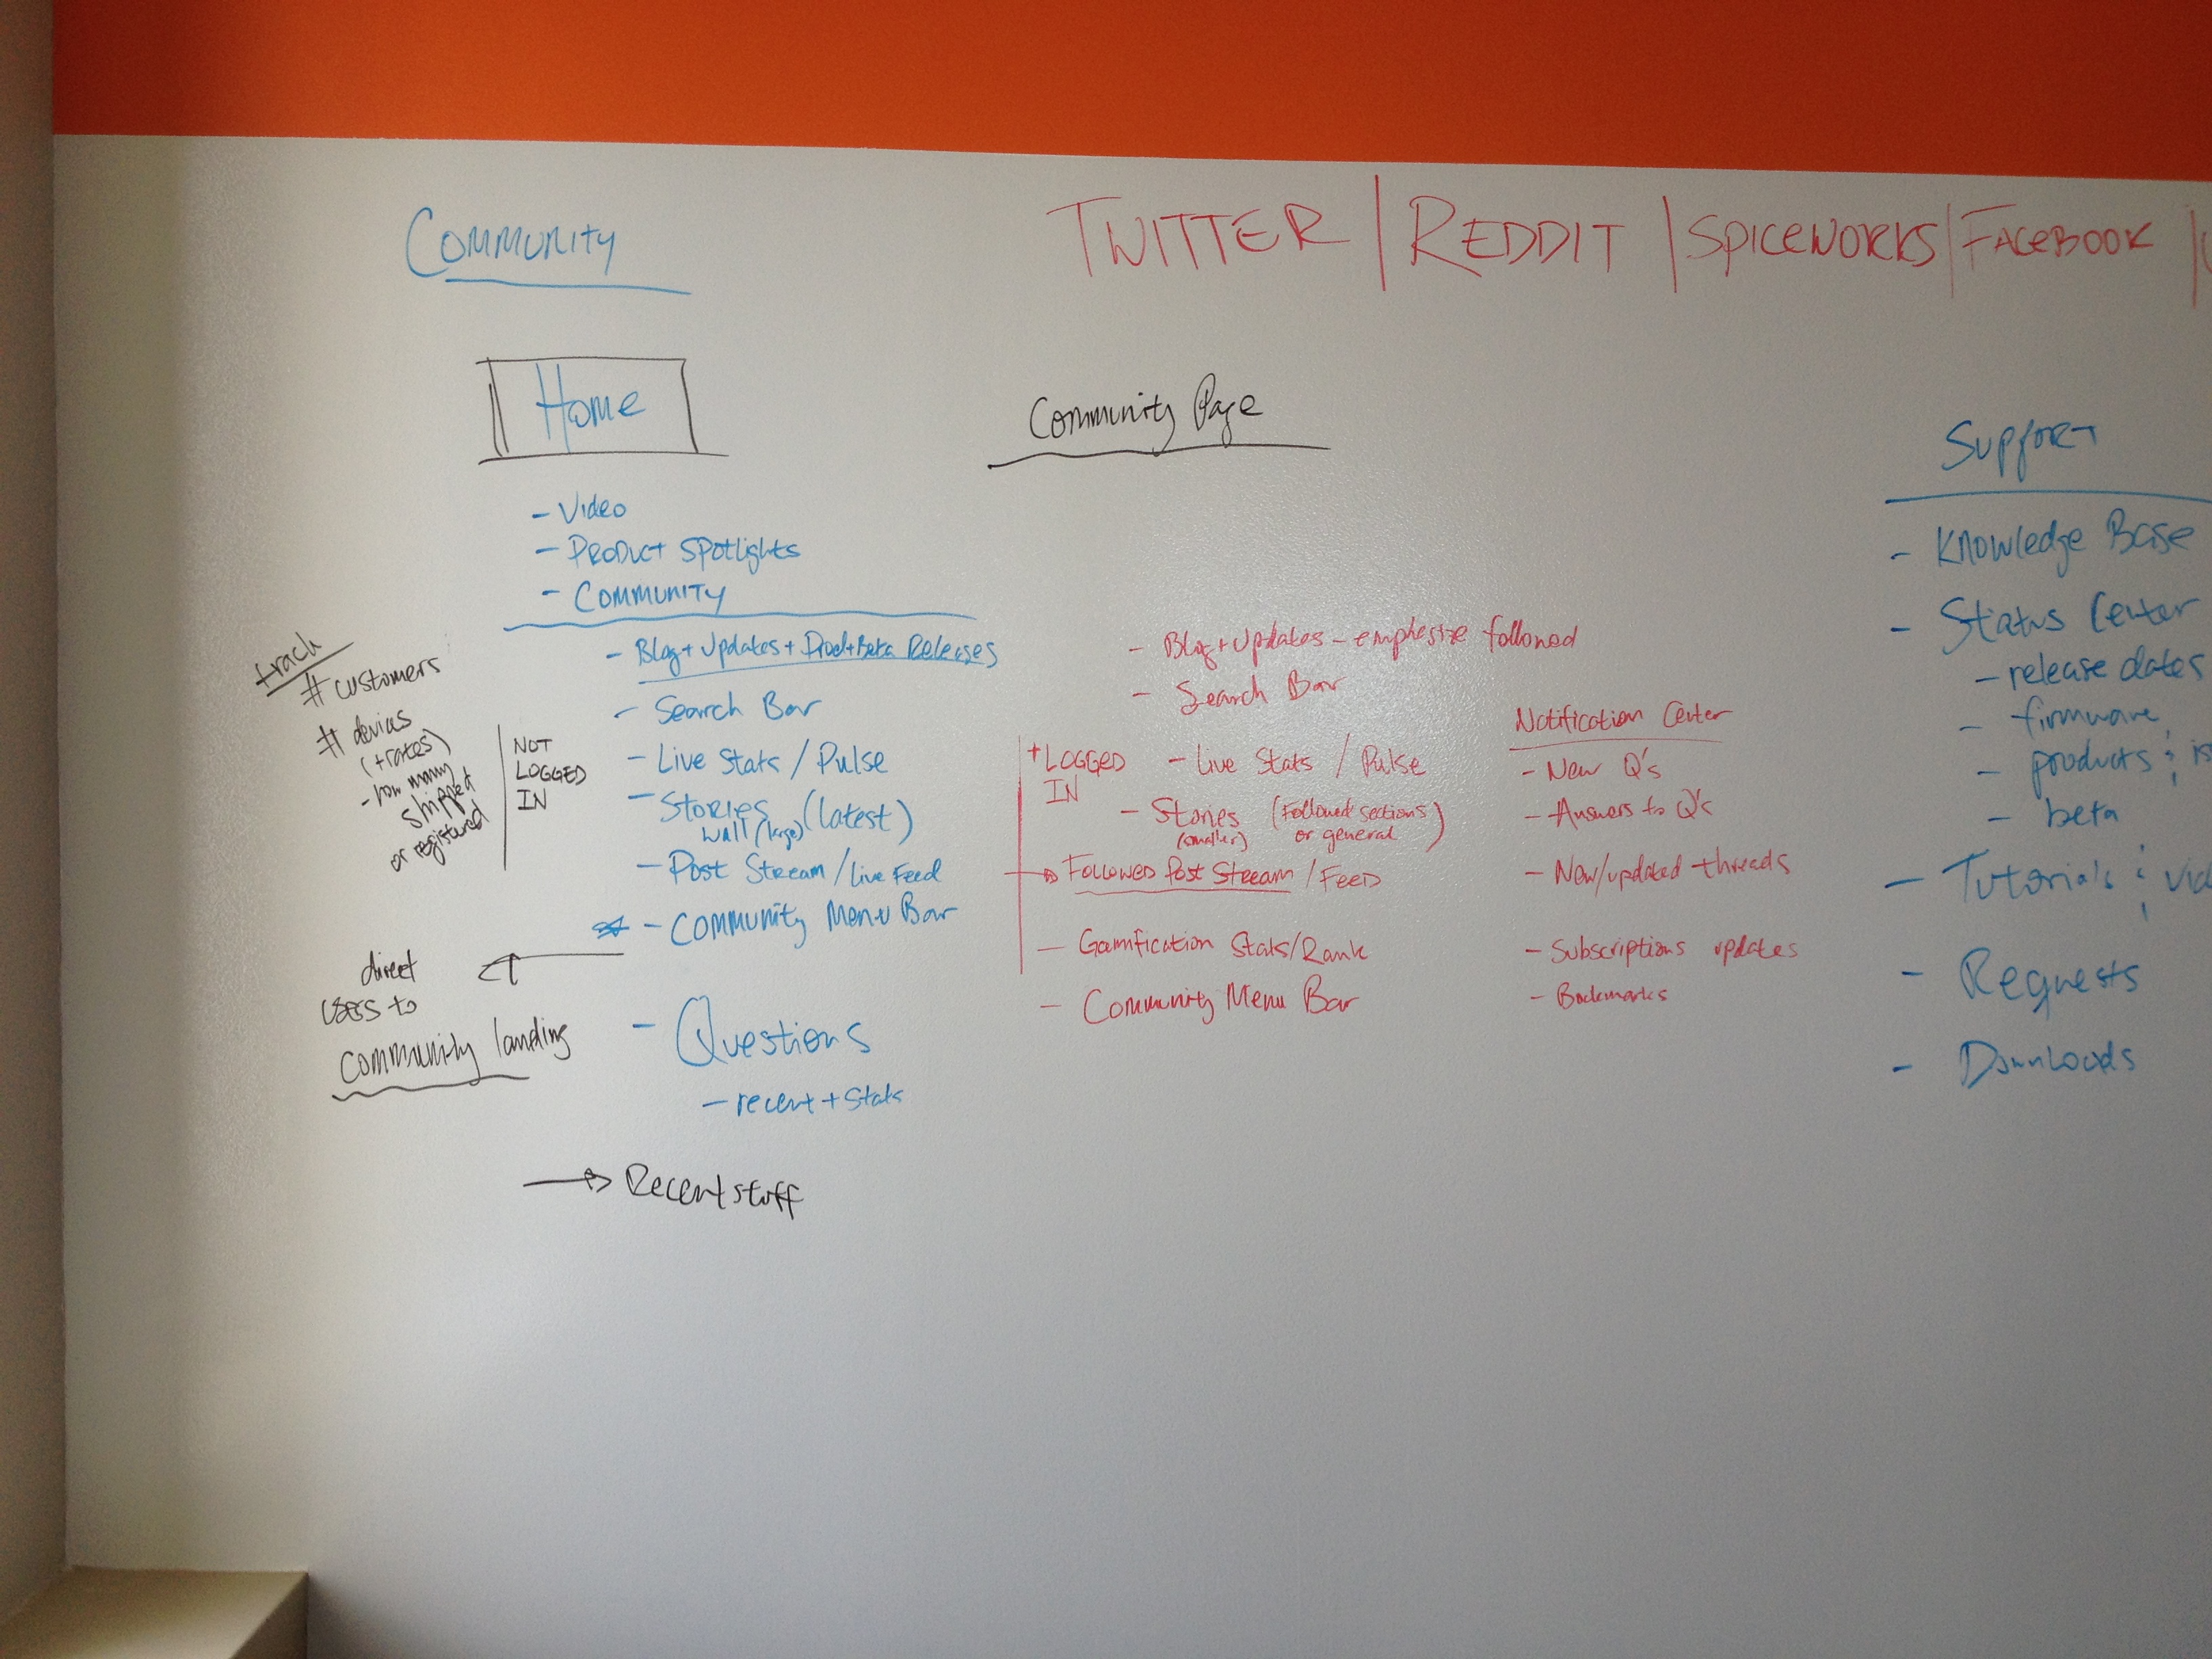 COMMUNITY
TWITTER | REDDIT | SPICEWORKS | FACEBOOK |
Home
- Video
- PRODUCT SPOTLIGHTS
- COMMUNITY
- Blog + Updates + Prod + Beta Releases
- Search Bar
- Live Stats / Pulse
- STORIES (latest)
wall (large)
- Post Stream / Live Feed
- COMMUNITY Menu Bar
- Questions
- recent + Stats
→ Recent stuff
track
# customers
# devices
(+ rates)
- how many
shipped
or registered
NOT
LOGGED
IN
direct
users to
community landing
Community Page
- Blog + Updates - emphasize followed
- Search Bar
+ LOGGED
IN
- Live Stats / Pulse
- Stories (Followed sections
(smaller) or general)
→ Followed Post Stream / Feed
- Gamification Stats/Rank
- Community Menu Bar
Notification Center
- New Q's
- Answers to Q's
- New/updated threads
- Subscriptions updates
- Bookmarks
Support
- Knowledge Base
- Status Center
- release dates
- firmware
- products
- beta
- Tutorials
- Requests
- Downloads